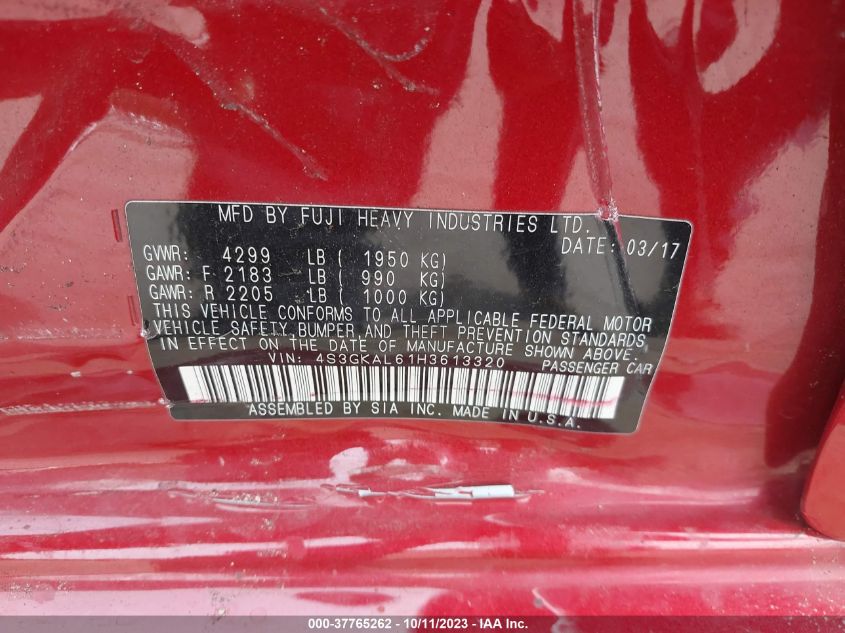 MFD BY FUJI HEAVY INDUSTRIES LTD.
DATE: 03/17
GVWR: 4299 LB ( 1950 KG)
GAWR: F 2183 LB ( 990 KG)
GAWR: R 2205 LB ( 1000 KG)
THIS VEHICLE CONFORMS TO ALL APPLICABLE FEDERAL MOTOR
VEHICLE SAFETY, BUMPER AND THEFT PREVENTION STANDARDS
IN EFFECT ON THE DATE OF MANUFACTURE SHOWN ABOVE.
VIN: 4S3GKAL61H3613320 PASSENGER CAR
ASSEMBLED BY SIA INC. MADE IN U.S.A.
000-37765262 - 10/11/2023 - IAA Inc.